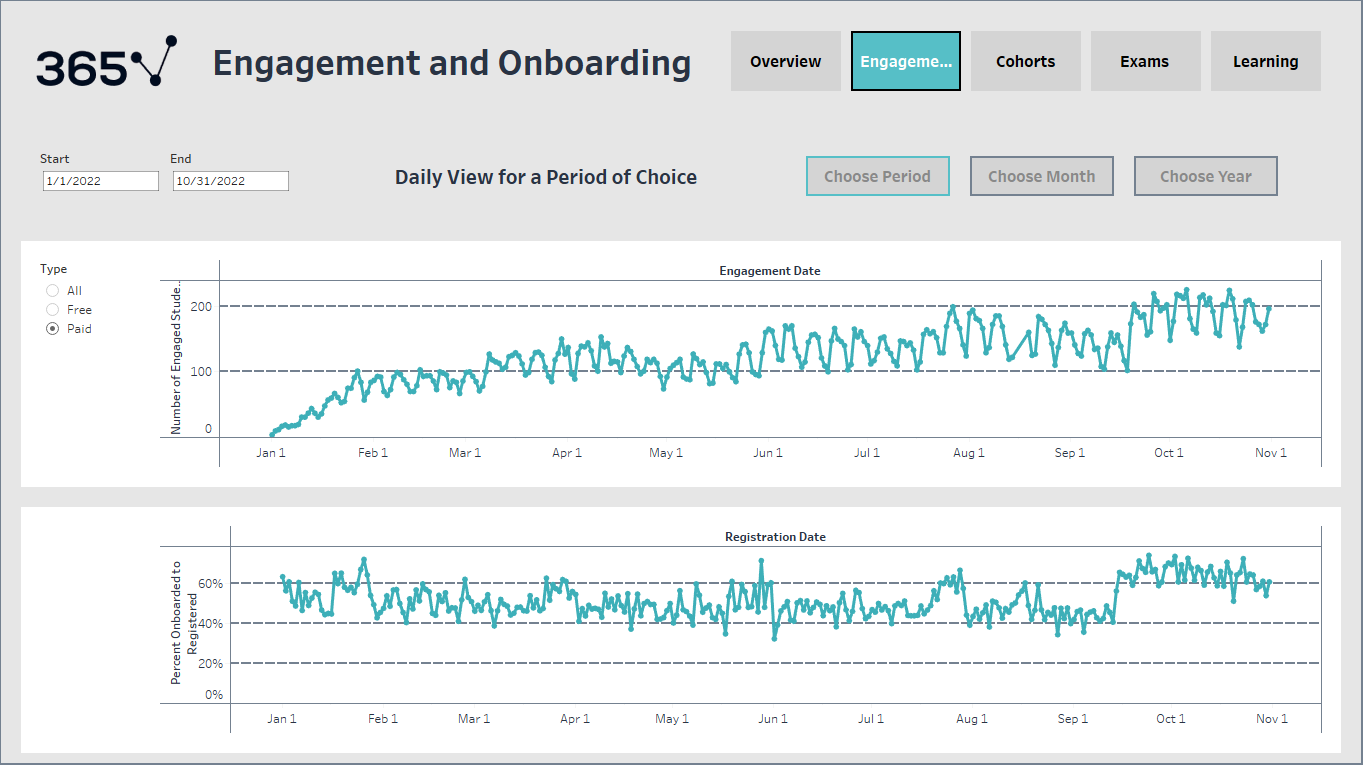 365
Engagement and Onboarding
Overview
Engageme...
Cohorts
Exams
Learning
Start
End
1/1/2022
10/31/2022
Daily View for a Period of Choice
Choose Period
Choose Month
Choose Year
Type
All
Free
Paid
Engagement Date
Number of Engaged Stude..
200
100
0
Jan 1
Feb 1
Mar 1
Apr 1
May 1
Jun 1
Jul 1
Aug 1
Sep 1
Oct 1
Nov 1
Registration Date
Percent Onboarded to
Registered
60%
40%
20%
0%
Jan 1
Feb 1
Mar 1
Apr 1
May 1
Jun 1
Jul 1
Aug 1
Sep 1
Oct 1
Nov 1